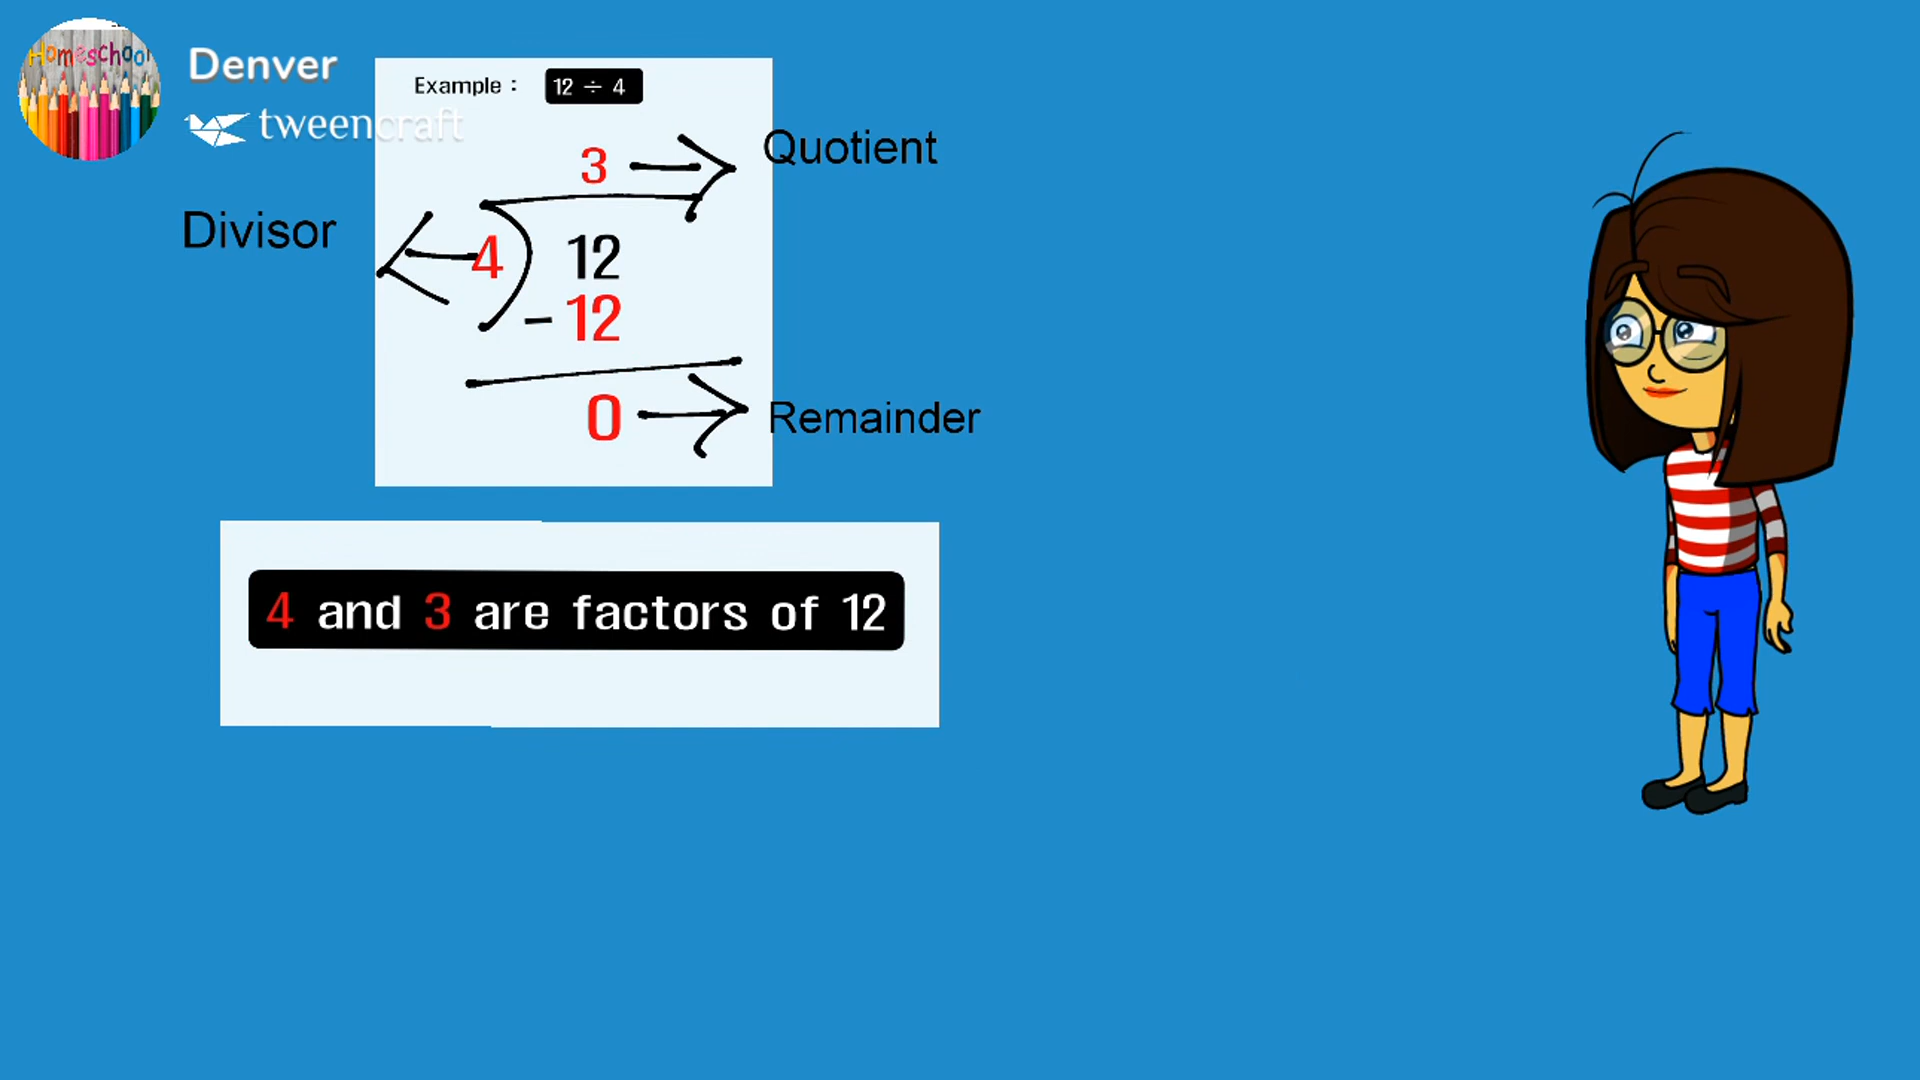 Homeschool
Denver
tweencraft
Example : 12 ÷ 4
3 Quotient
Divisor 4 12
-12
0 Remainder
4 and 3 are factors of 12